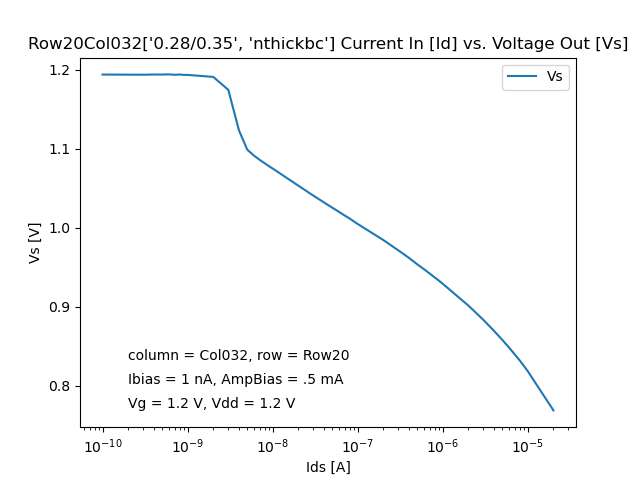 Row20Col032['0.28/0.35', 'nthickbc'] Current In [Id] vs. Voltage Out [Vs]
Vs
1.2
1.1
1.0
0.9
0.8
Vs [V]
column = Col032, row = Row20
Ibias = 1 nA, AmpBias = .5 mA
Vg = 1.2 V, Vdd = 1.2 V
10⁻¹⁰ 10⁻⁹ 10⁻⁸ 10⁻⁷ 10⁻⁶ 10⁻⁵
Ids [A]